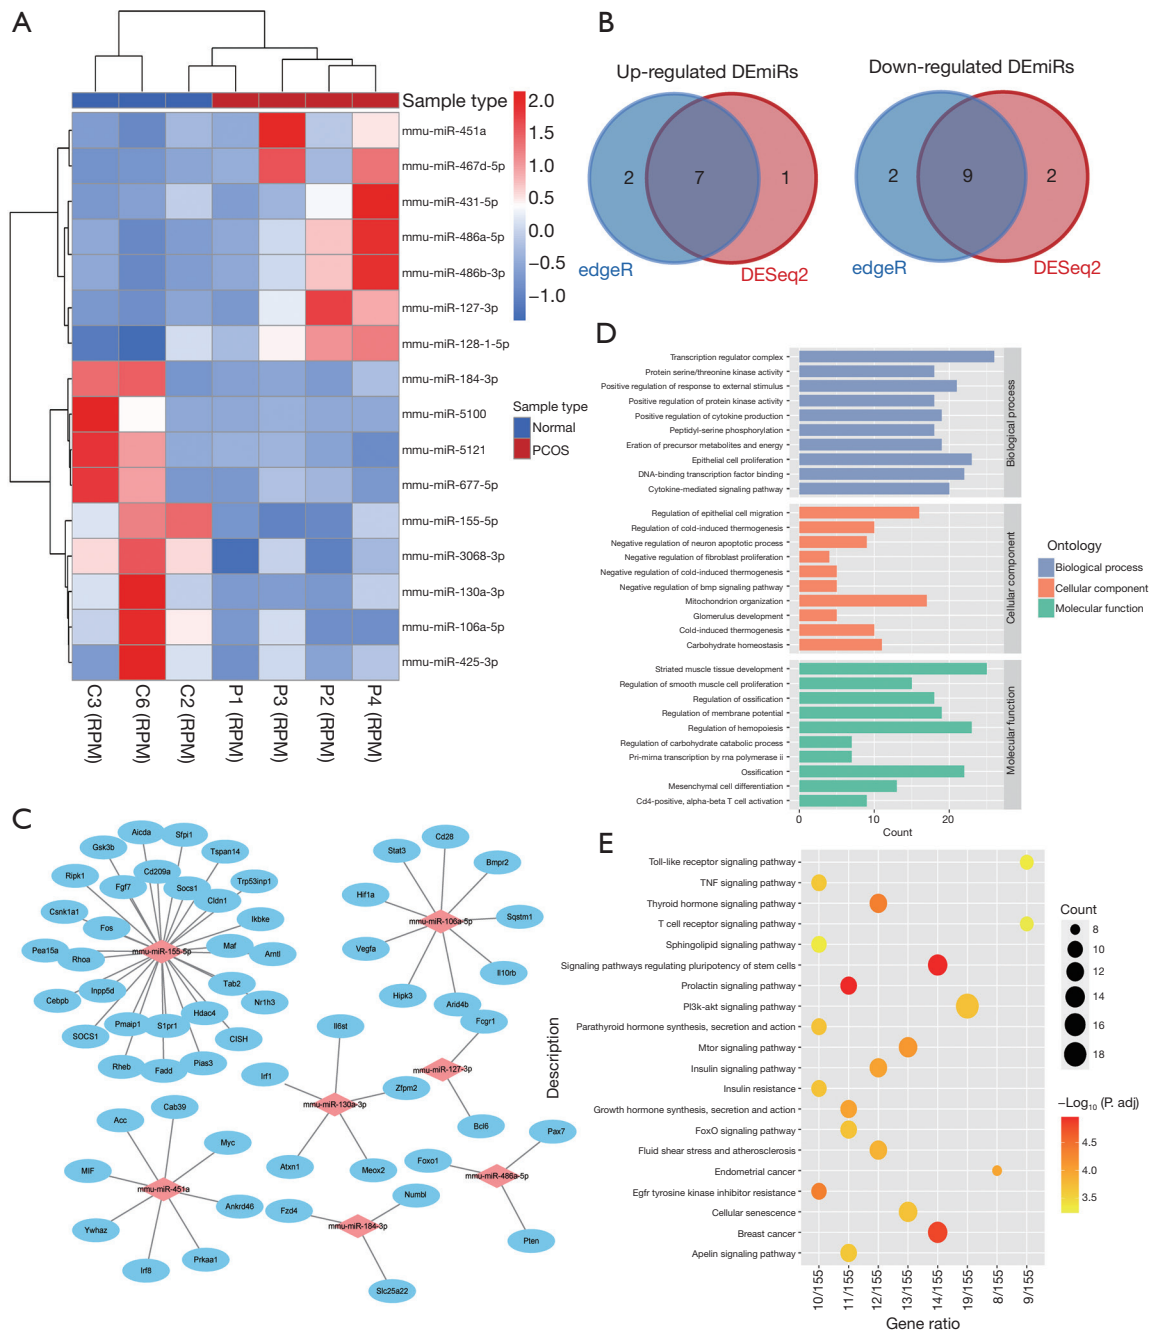 A
Sample type
mmu-miR-451a
mmu-miR-467d-5p
mmu-miR-431-5p
mmu-miR-486a-5p
mmu-miR-486b-3p
mmu-miR-127-3p
mmu-miR-128-1-5p
mmu-miR-184-3p
mmu-miR-5100
mmu-miR-5121
mmu-miR-677-5p
mmu-miR-155-5p
mmu-miR-3068-3p
mmu-miR-130a-3p
mmu-miR-106a-5p
mmu-miR-425-3p
C3 (RPM)
C6 (RPM)
C2 (RPM)
P1 (RPM)
P3 (RPM)
P2 (RPM)
P4 (RPM)
2.0
1.5
1.0
0.5
0.0
−0.5
−1.0
Sample type
Normal
PCOS
B
Up-regulated DEmiRs
2
7
1
edgeR
DESeq2
Down-regulated DEmiRs
2
9
2
edgeR
DESeq2
C
Aicda
Sfpi1
Gsk3b
Tspan14
Ripk1
Cd209a
Fgf7
Socs1
Trp53inp1
Cldn1
Csnk1a1
Ikbke
Fos
mmu-miR-155-5p
Maf
Arntl
Pea15a
Rhoa
Tab2
Inpp5d
Nr1h3
Cebpb
Hdac4
Pmaip1
S1pr1
SOCS1
CISH
Rheb
Fadd
Pias3
Cd28
Stat3
Bmpr2
Hif1a
mmu-miR-106a-5p
Sqstm1
Vegfa
Il10rb
Hipk3
Arid4b
Fcgr1
mmu-miR-127-3p
Bcl6
Il6st
Irf1
Zfpm2
mmu-miR-130a-3p
Atxn1
Meox2
Cab39
Acc
Myc
MIF
mmu-miR-451a
Ankrd46
Ywhaz
Irf8
Prkaa1
Pax7
Foxo1
mmu-miR-486a-5p
Pten
Numbl
Fzd4
mmu-miR-184-3p
Slc25a22
D
Transcription regulator complex
Protein serine/threonine kinase activity
Positive regulation of response to external stimulus
Positive regulation of protein kinase activity
Positive regulation of cytokine production
Peptidyl-serine phosphorylation
Eration of precursor metabolites and energy
Epithelial cell proliferation
DNA-binding transcription factor binding
Cytokine-mediated signaling pathway
Biological process
Regulation of epithelial cell migration
Regulation of cold-induced thermogenesis
Negative regulation of neuron apoptotic process
Negative regulation of fibroblast proliferation
Negative regulation of cold-induced thermogenesis
Negative regulation of bmp signaling pathway
Mitochondrion organization
Glomerulus development
Cold-induced thermogenesis
Carbohydrate homeostasis
Cellular component
Striated muscle tissue development
Regulation of smooth muscle cell proliferation
Regulation of ossification
Regulation of membrane potential
Regulation of hemopoiesis
Regulation of carbohydrate catabolic process
Pri-mirna transcription by rna polymerase ii
Ossification
Mesenchymal cell differentiation
Cd4-positive, alpha-beta T cell activation
Molecular function
0
10
20
Count
Ontology
Biological process
Cellular component
Molecular function
E
Description
Toll-like receptor signaling pathway
TNF signaling pathway
Thyroid hormone signaling pathway
T cell receptor signaling pathway
Sphingolipid signaling pathway
Signaling pathways regulating pluripotency of stem cells
Prolactin signaling pathway
PI3k-akt signaling pathway
Parathyroid hormone synthesis, secretion and action
Mtor signaling pathway
Insulin signaling pathway
Insulin resistance
Growth hormone synthesis, secretion and action
FoxO signaling pathway
Fluid shear stress and atherosclerosis
Endometrial cancer
Egfr tyrosine kinase inhibitor resistance
Cellular senescence
Breast cancer
Apelin signaling pathway
10/155
11/155
12/155
13/155
14/155
19/155
8/155
9/155
Gene ratio
Count
8
10
12
14
16
18
−Log₁₀ (P. adj)
4.5
4.0
3.5